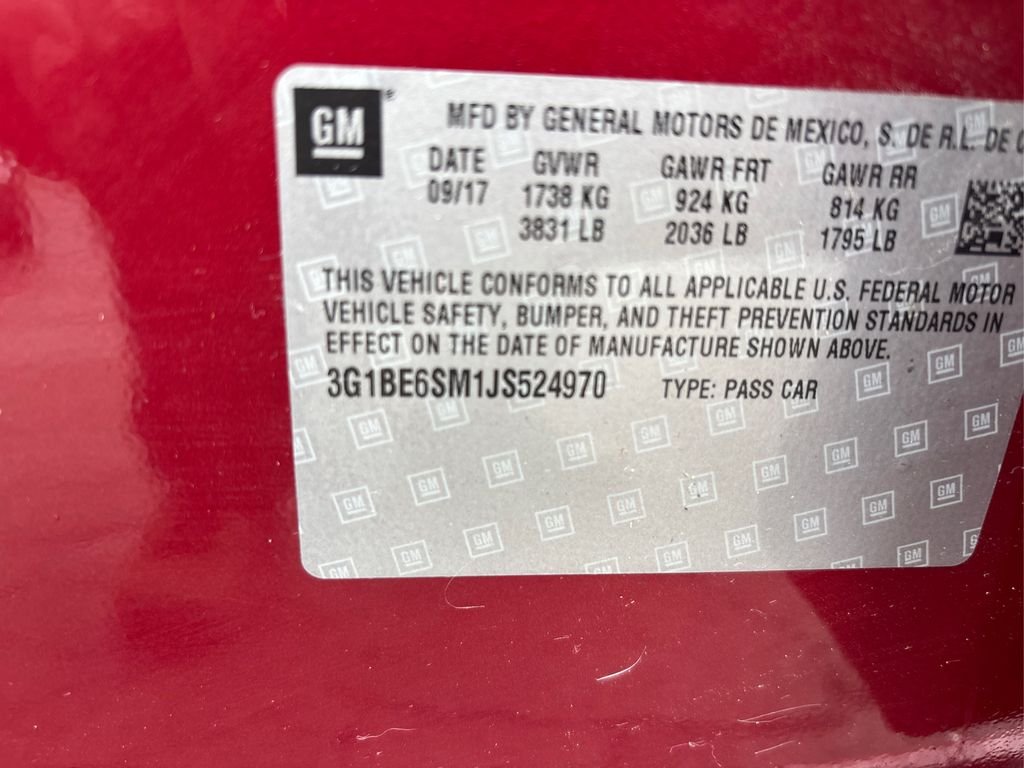 GM
MFD BY GENERAL MOTORS DE MEXICO, S. DE R.L. DE C
DATE GVWR GAWR FRT GAWR RR
09/17 1738 KG 924 KG 814 KG
3831 LB 2036 LB 1795 LB
THIS VEHICLE CONFORMS TO ALL APPLICABLE U.S. FEDERAL MOTOR
VEHICLE SAFETY, BUMPER, AND THEFT PREVENTION STANDARDS IN
EFFECT ON THE DATE OF MANUFACTURE SHOWN ABOVE.
3G1BE6SM1JS524970 TYPE: PASS CAR